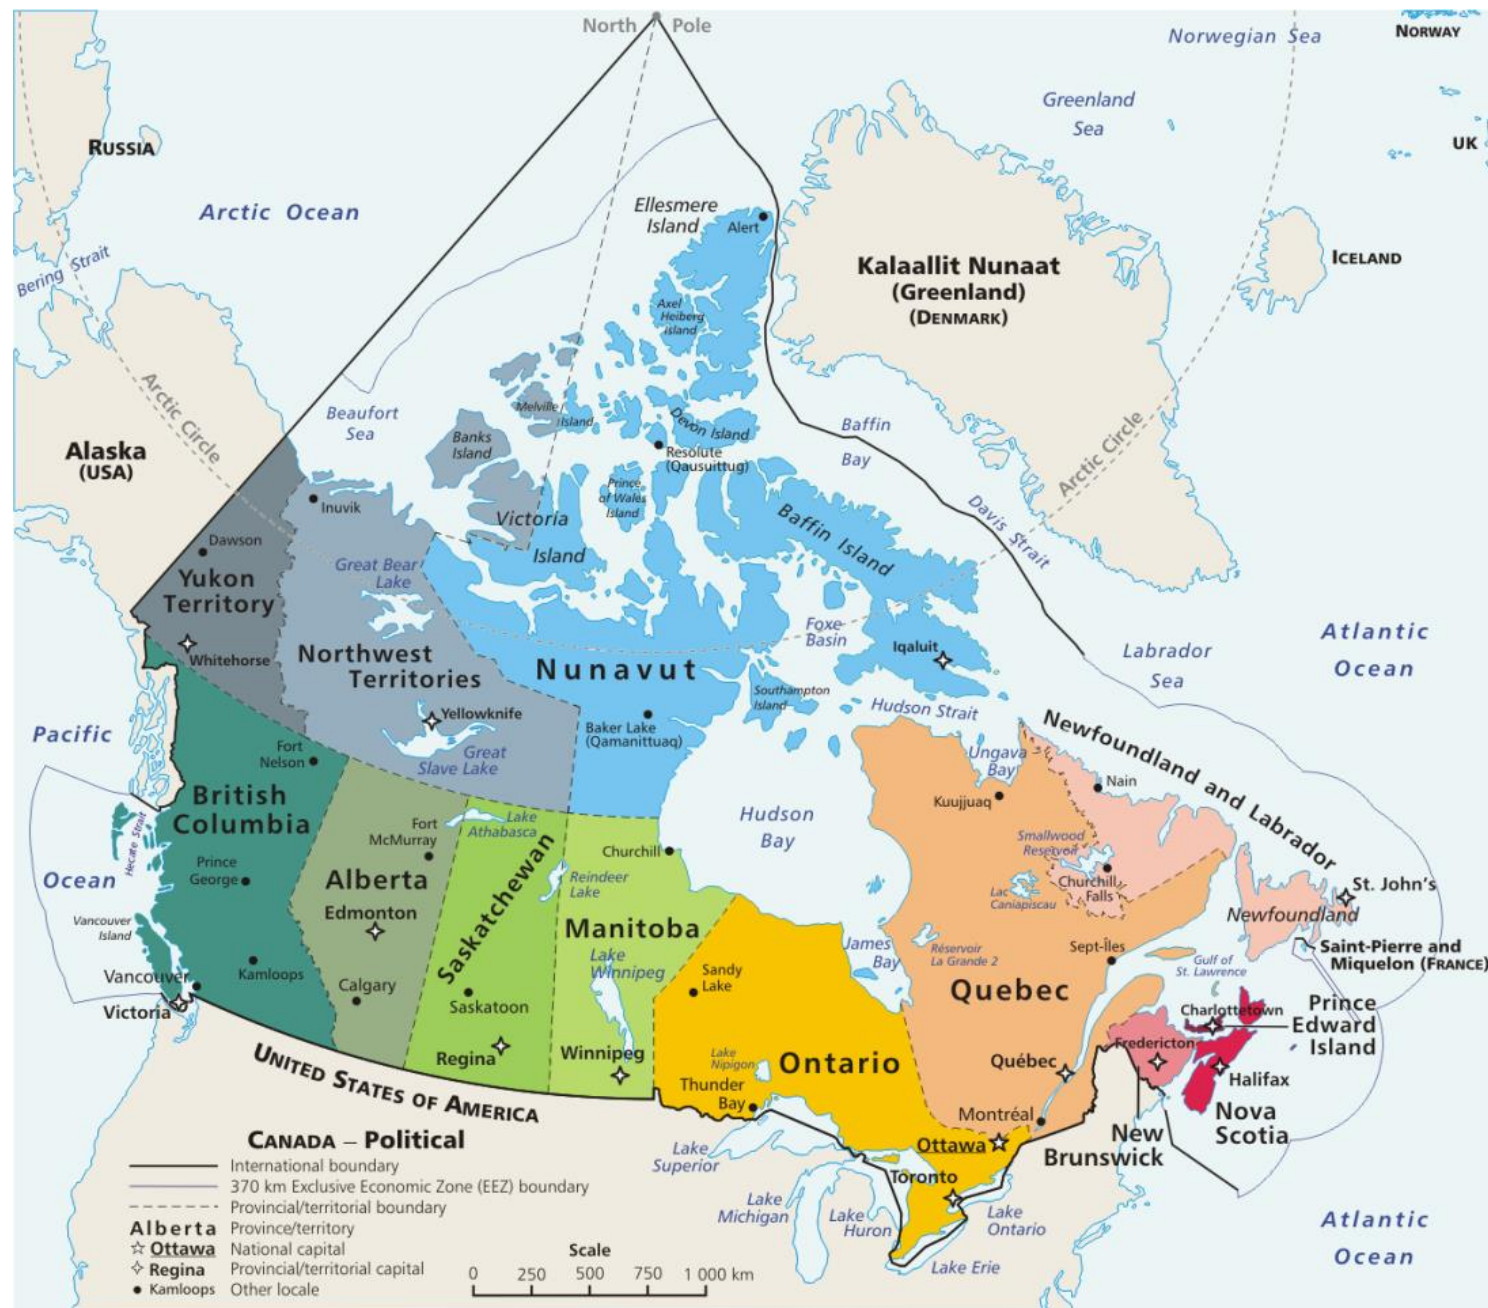 North Pole
Norwegian Sea
NORWAY
Greenland
Sea
RUSSIA
UK
Arctic Ocean
Ellesmere
Island
Alert
Bering Strait
Kalaallit Nunaat
(Greenland)
(DENMARK)
ICELAND
Axel
Heiberg
Island
Arctic Circle
Beaufort
Sea
Melville
Island
Devon Island
Banks
Island
Baffin
Bay
Arctic Circle
Alaska
(USA)
Resolute
(Qausuittug)
Prince
of Wales
Island
Inuvik
Victoria
Island
Baffin Island
Davis Strait
Dawson
Great Bear
Lake
Yukon
Territory
Whitehorse
Northwest
Territories
Nunavut
Foxe
Basin
Iqaluit
Labrador
Sea
Atlantic
Ocean
Yellowknife
Southampton
Island
Hudson Strait
Baker Lake
(Qamanittuaq)
Great
Slave Lake
Pacific
Ocean
Fort
Nelson
Ungava
Bay
Newfoundland and Labrador
Nain
Kuujjuaq
British
Columbia
Hecate Strait
Fort
McMurray
Lake
Athabasca
Hudson
Bay
Smallwood
Reservoir
Churchill
Prince
George
Alberta
Edmonton
Saskatchewan
Reindeer
Lake
Lac
Caniapiscau
Churchill
Falls
St. John's
Newfoundland
Vancouver
Island
Manitoba
Lake
Winnipeg
James
Bay
Réservoir
La Grande 2
Sept-Îles
Saint-Pierre and
Miquelon (FRANCE)
Gulf of
St. Lawrence
Vancouver
Kamloops
Calgary
Saskatoon
Sandy
Lake
Quebec
Victoria
Charlottetown
Prince
Edward
Island
Regina
Winnipeg
Lake
Nipigon
Ontario
Québec
Fredericton
Halifax
UNITED STATES OF AMERICA
Thunder
Bay
Montréal
New
Brunswick
Nova
Scotia
Ottawa
Lake
Superior
Toronto
Lake
Michigan
Lake
Huron
Lake
Ontario
Lake Erie
Atlantic
Ocean
CANADA – Political
International boundary
370 km Exclusive Economic Zone (EEZ) boundary
Provincial/territorial boundary
Alberta Province/territory
Ottawa National capital
Regina Provincial/territorial capital
Kamloops Other locale
Scale
0 250 500 750 1 000 km